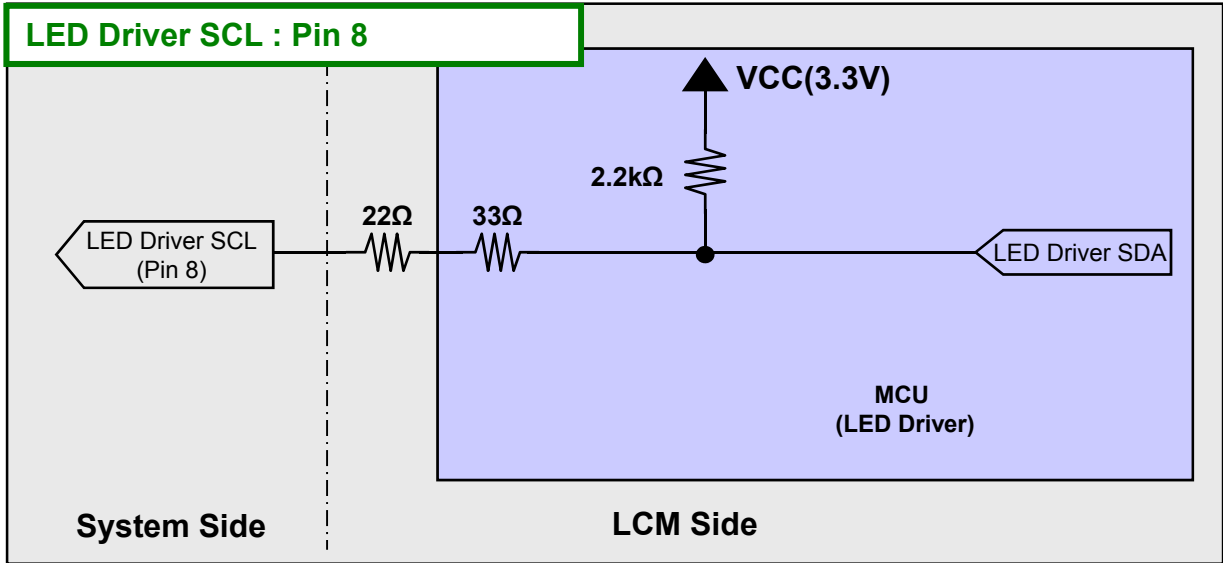 LED Driver SCL : Pin 8
VCC(3.3V)
2.2kΩ
22Ω
33Ω
LED Driver SCL
(Pin 8)
LED Driver SDA
MCU
(LED Driver)
System Side
LCM Side